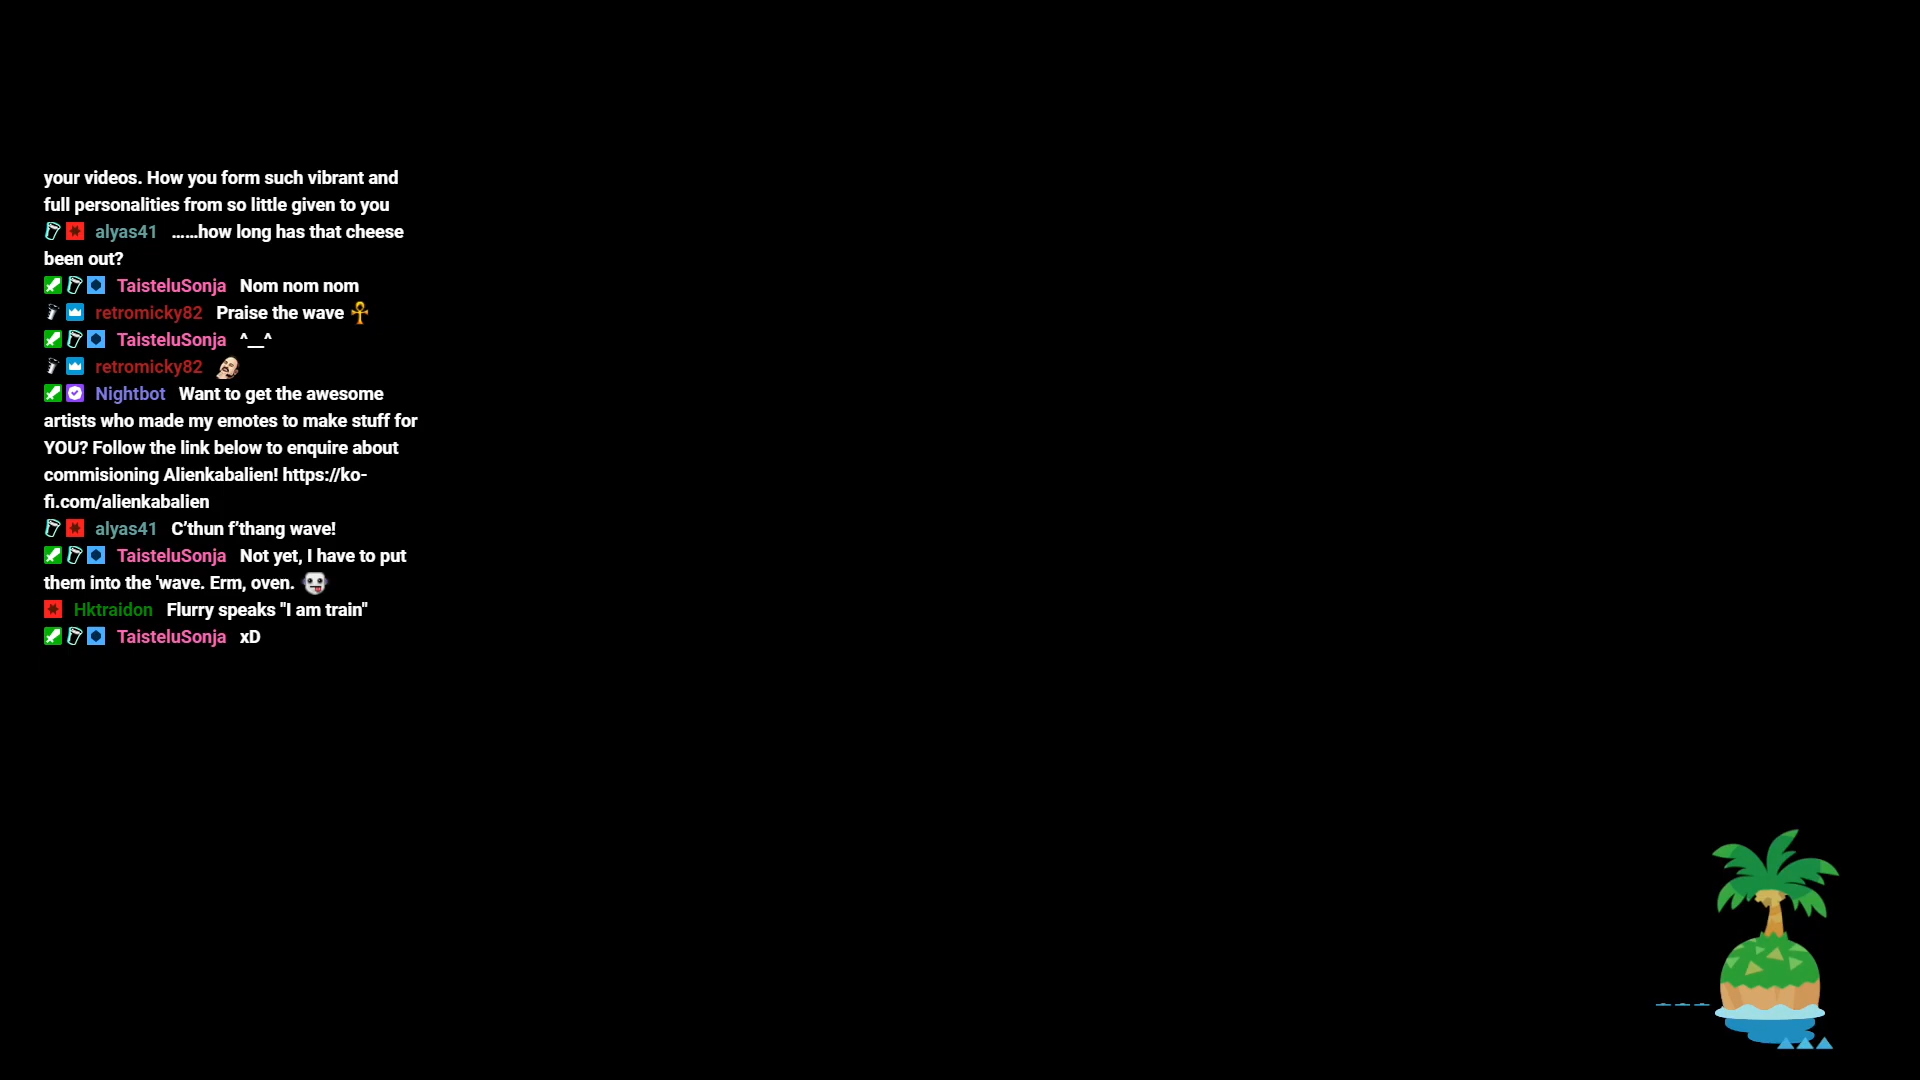 your videos. How you form such vibrant and
full personalities from so little given to you
alyas41 ......how long has that cheese
been out?
TaisteluSonja Nom nom nom
retromicky82 Praise the wave
TaisteluSonja ^__^
retromicky82
Nightbot Want to get the awesome
artists who made my emotes to make stuff for
YOU? Follow the link below to enquire about
commisioning Alienkabalien! https://ko-
fi.com/alienkabalien
alyas41 C’thun f’thang wave!
TaisteluSonja Not yet, I have to put
them into the 'wave. Erm, oven.
Hktraidon Flurry speaks "I am train"
TaisteluSonja xD